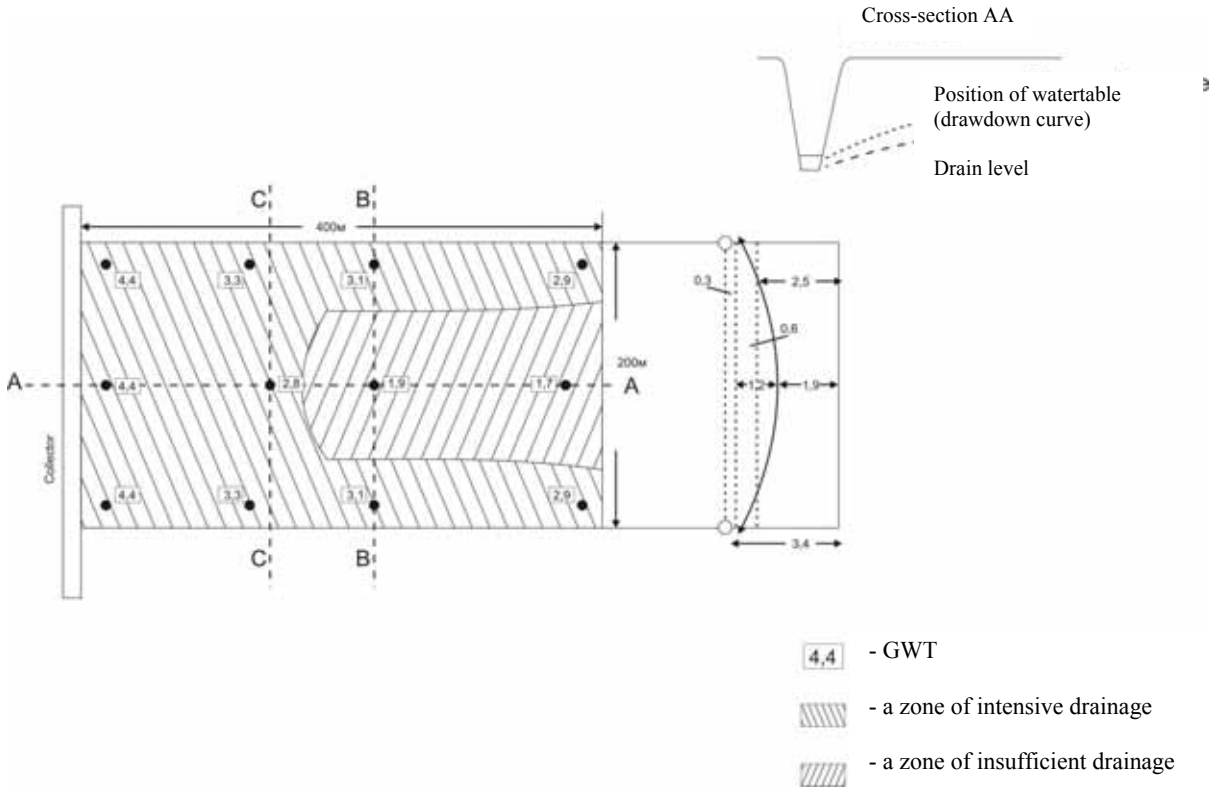 Cross-section AA
Position of watertable
(drawdown curve)
Drain level
e
C
B
400м
4,4
3,3
3,1
2,9
0,3
2,5
0,6
200м
A
4,4
2,8
1,9
1,7
A
1,2
1,9
Collector
4,4
3,3
3,1
2,9
C
B
3,4
4,4 - GWT
- a zone of intensive drainage
- a zone of insufficient drainage